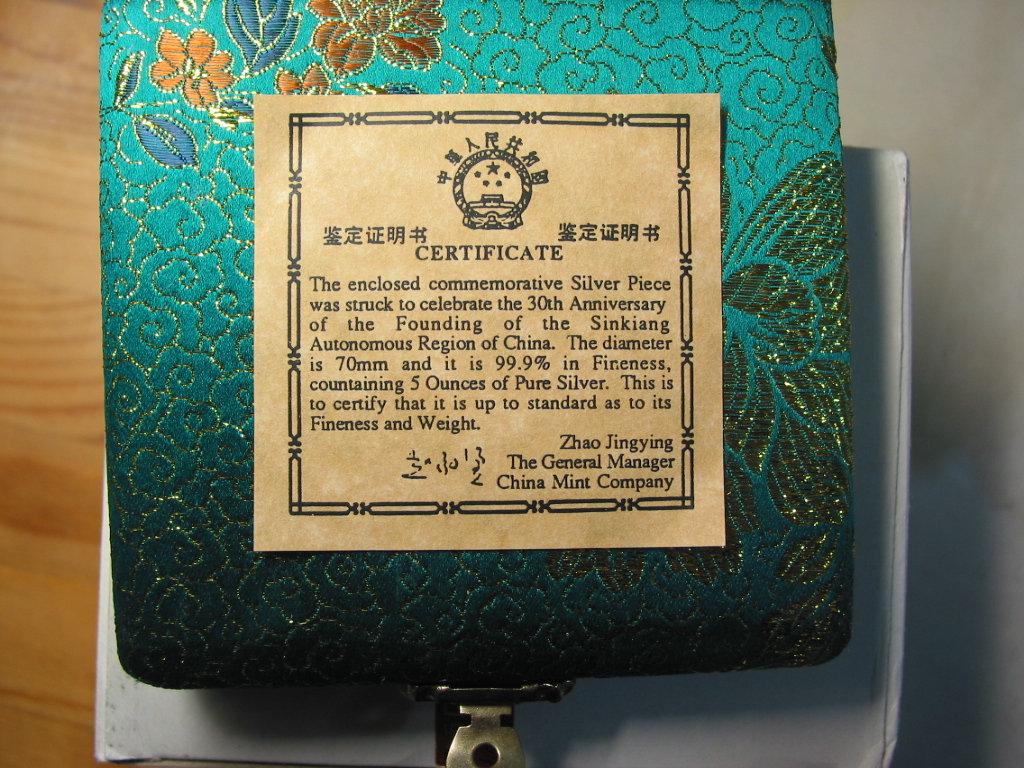 中華人民共和國
鉴定证明书 鉴定证明书
CERTIFICATE
The enclosed commemorative Silver Piece
was struck to celebrate the 30th Anniversary
of the Founding of the Sinkiang
Autonomous Region of China. The diameter
is 70mm and it is 99.9% in Fineness,
countaining 5 Ounces of Pure Silver. This is
to certify that it is up to standard as to its
Fineness and Weight.
Zhao Jingying
The General Manager
China Mint Company